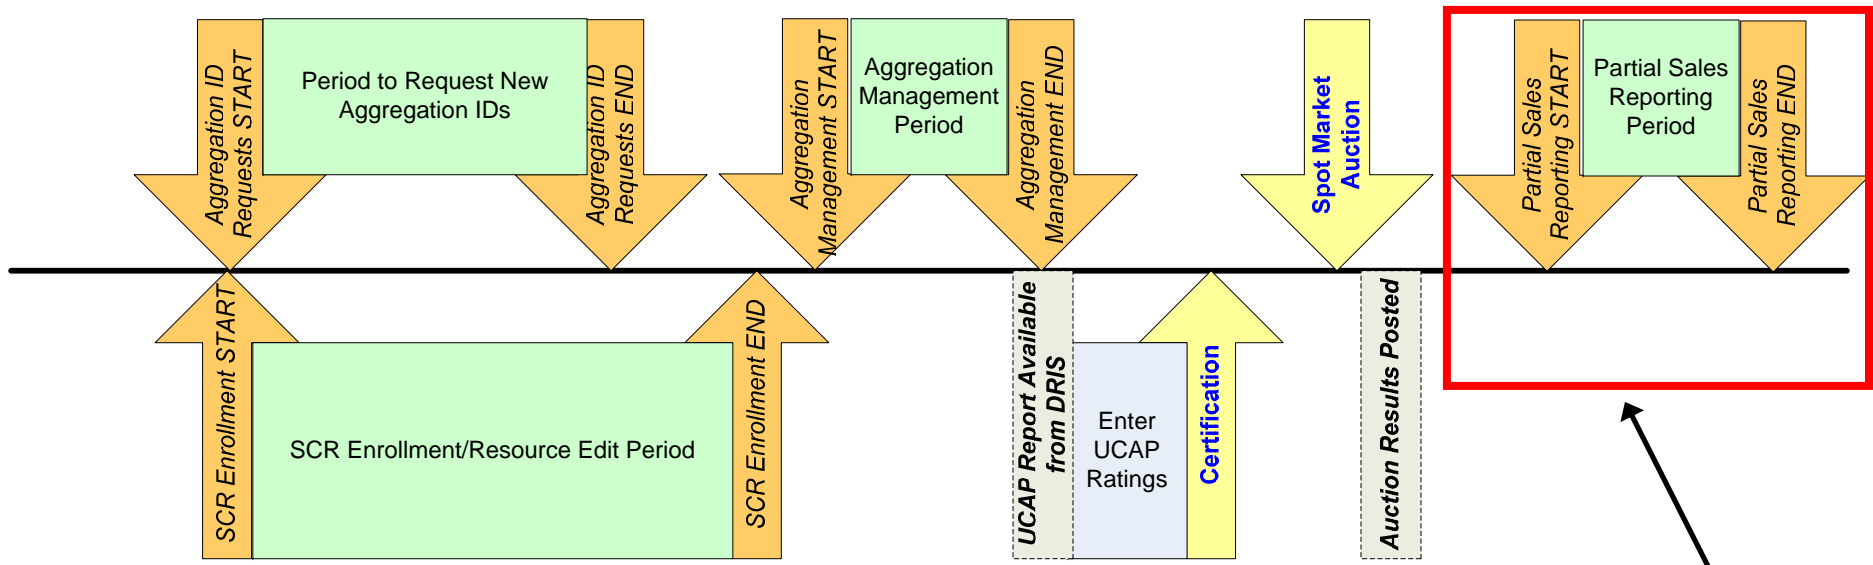 Aggregation ID
Requests START
Period to Request New
Aggregation IDs
Aggregation ID
Requests END
Aggregation
Management START
Aggregation
Management
Period
Aggregation
Management END
Spot Market
Auction
Partial Sales
Reporting START
Partial Sales
Reporting
Period
Partial Sales
Reporting END
SCR Enrollment START
SCR Enrollment/Resource Edit Period
SCR Enrollment END
UCAP Report Available
from DRIS
Enter
UCAP
Ratings
Certification
Auction Results Posted